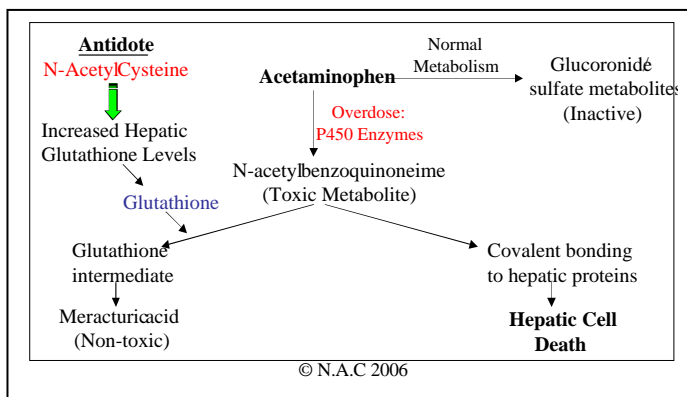 Antidote
N-AcetylCysteine
Increased Hepatic
Glutathione Levels
Glutathione
Glutathione
intermediate
Meracturicacid
(Non-toxic)
Acetaminophen
Overdose:
P450 Enzymes
N-acetylbenzoquinoneime
(Toxic Metabolite)
Normal
Metabolism
Glucoronide/
sulfate metabolites
(Inactive)
Covalent bonding
to hepatic proteins
Hepatic Cell
Death
© N.A.C 2006